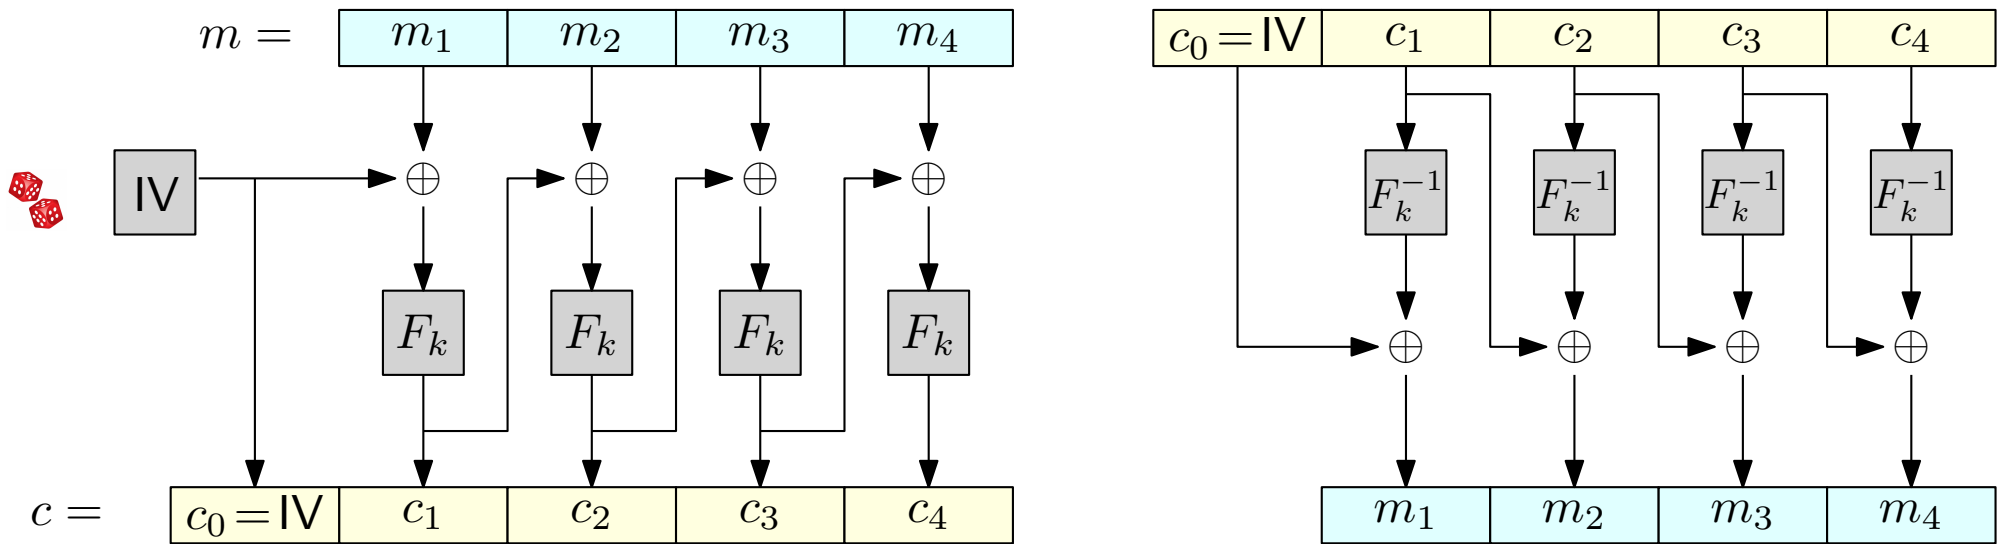 m = m₁ m₂ m₃ m₄
IV ⊕ ⊕ ⊕ ⊕
Fₖ Fₖ Fₖ Fₖ
c = c₀ = IV c₁ c₂ c₃ c₄
c₀ = IV c₁ c₂ c₃ c₄
Fₖ⁻¹ Fₖ⁻¹ Fₖ⁻¹ Fₖ⁻¹
⊕ ⊕ ⊕ ⊕
m₁ m₂ m₃ m₄